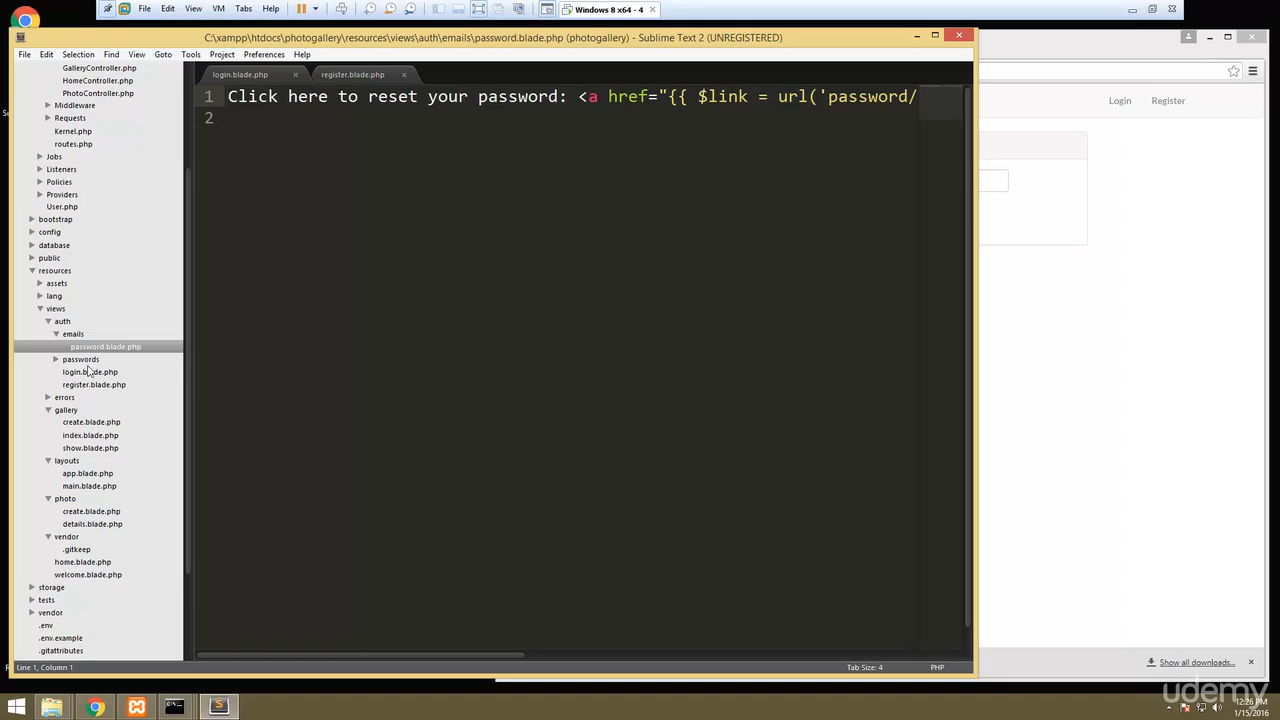 File Edit View VM Tabs Help
Windows 8 x64 - 4
C:\xampp\htdocs\photogallery\resources\views\auth\emails\password.blade.php (photogallery) - Sublime Text 2 (UNREGISTERED)
File Edit Selection Find View Goto Tools Project Preferences Help
login.blade.php
register.blade.php
1 Click here to reset your password: <a href="{{ $link = url('password/
2
GalleryController.php
HomeController.php
PhotoController.php
Middleware
Requests
Kernel.php
routes.php
Jobs
Listeners
Policies
Providers
User.php
bootstrap
config
database
public
resources
assets
lang
views
auth
emails
password.blade.php
passwords
login.blade.php
register.blade.php
errors
gallery
create.blade.php
index.blade.php
show.blade.php
layouts
app.blade.php
main.blade.php
photo
create.blade.php
details.blade.php
vendor
.gitkeep
home.blade.php
welcome.blade.php
storage
tests
vendor
.env
.env.example
.gitattributes
Line 1, Column 1
Tab Size: 4
PHP
Login
Register
Show all downloads...
udemy
12:26 PM
1/15/2016